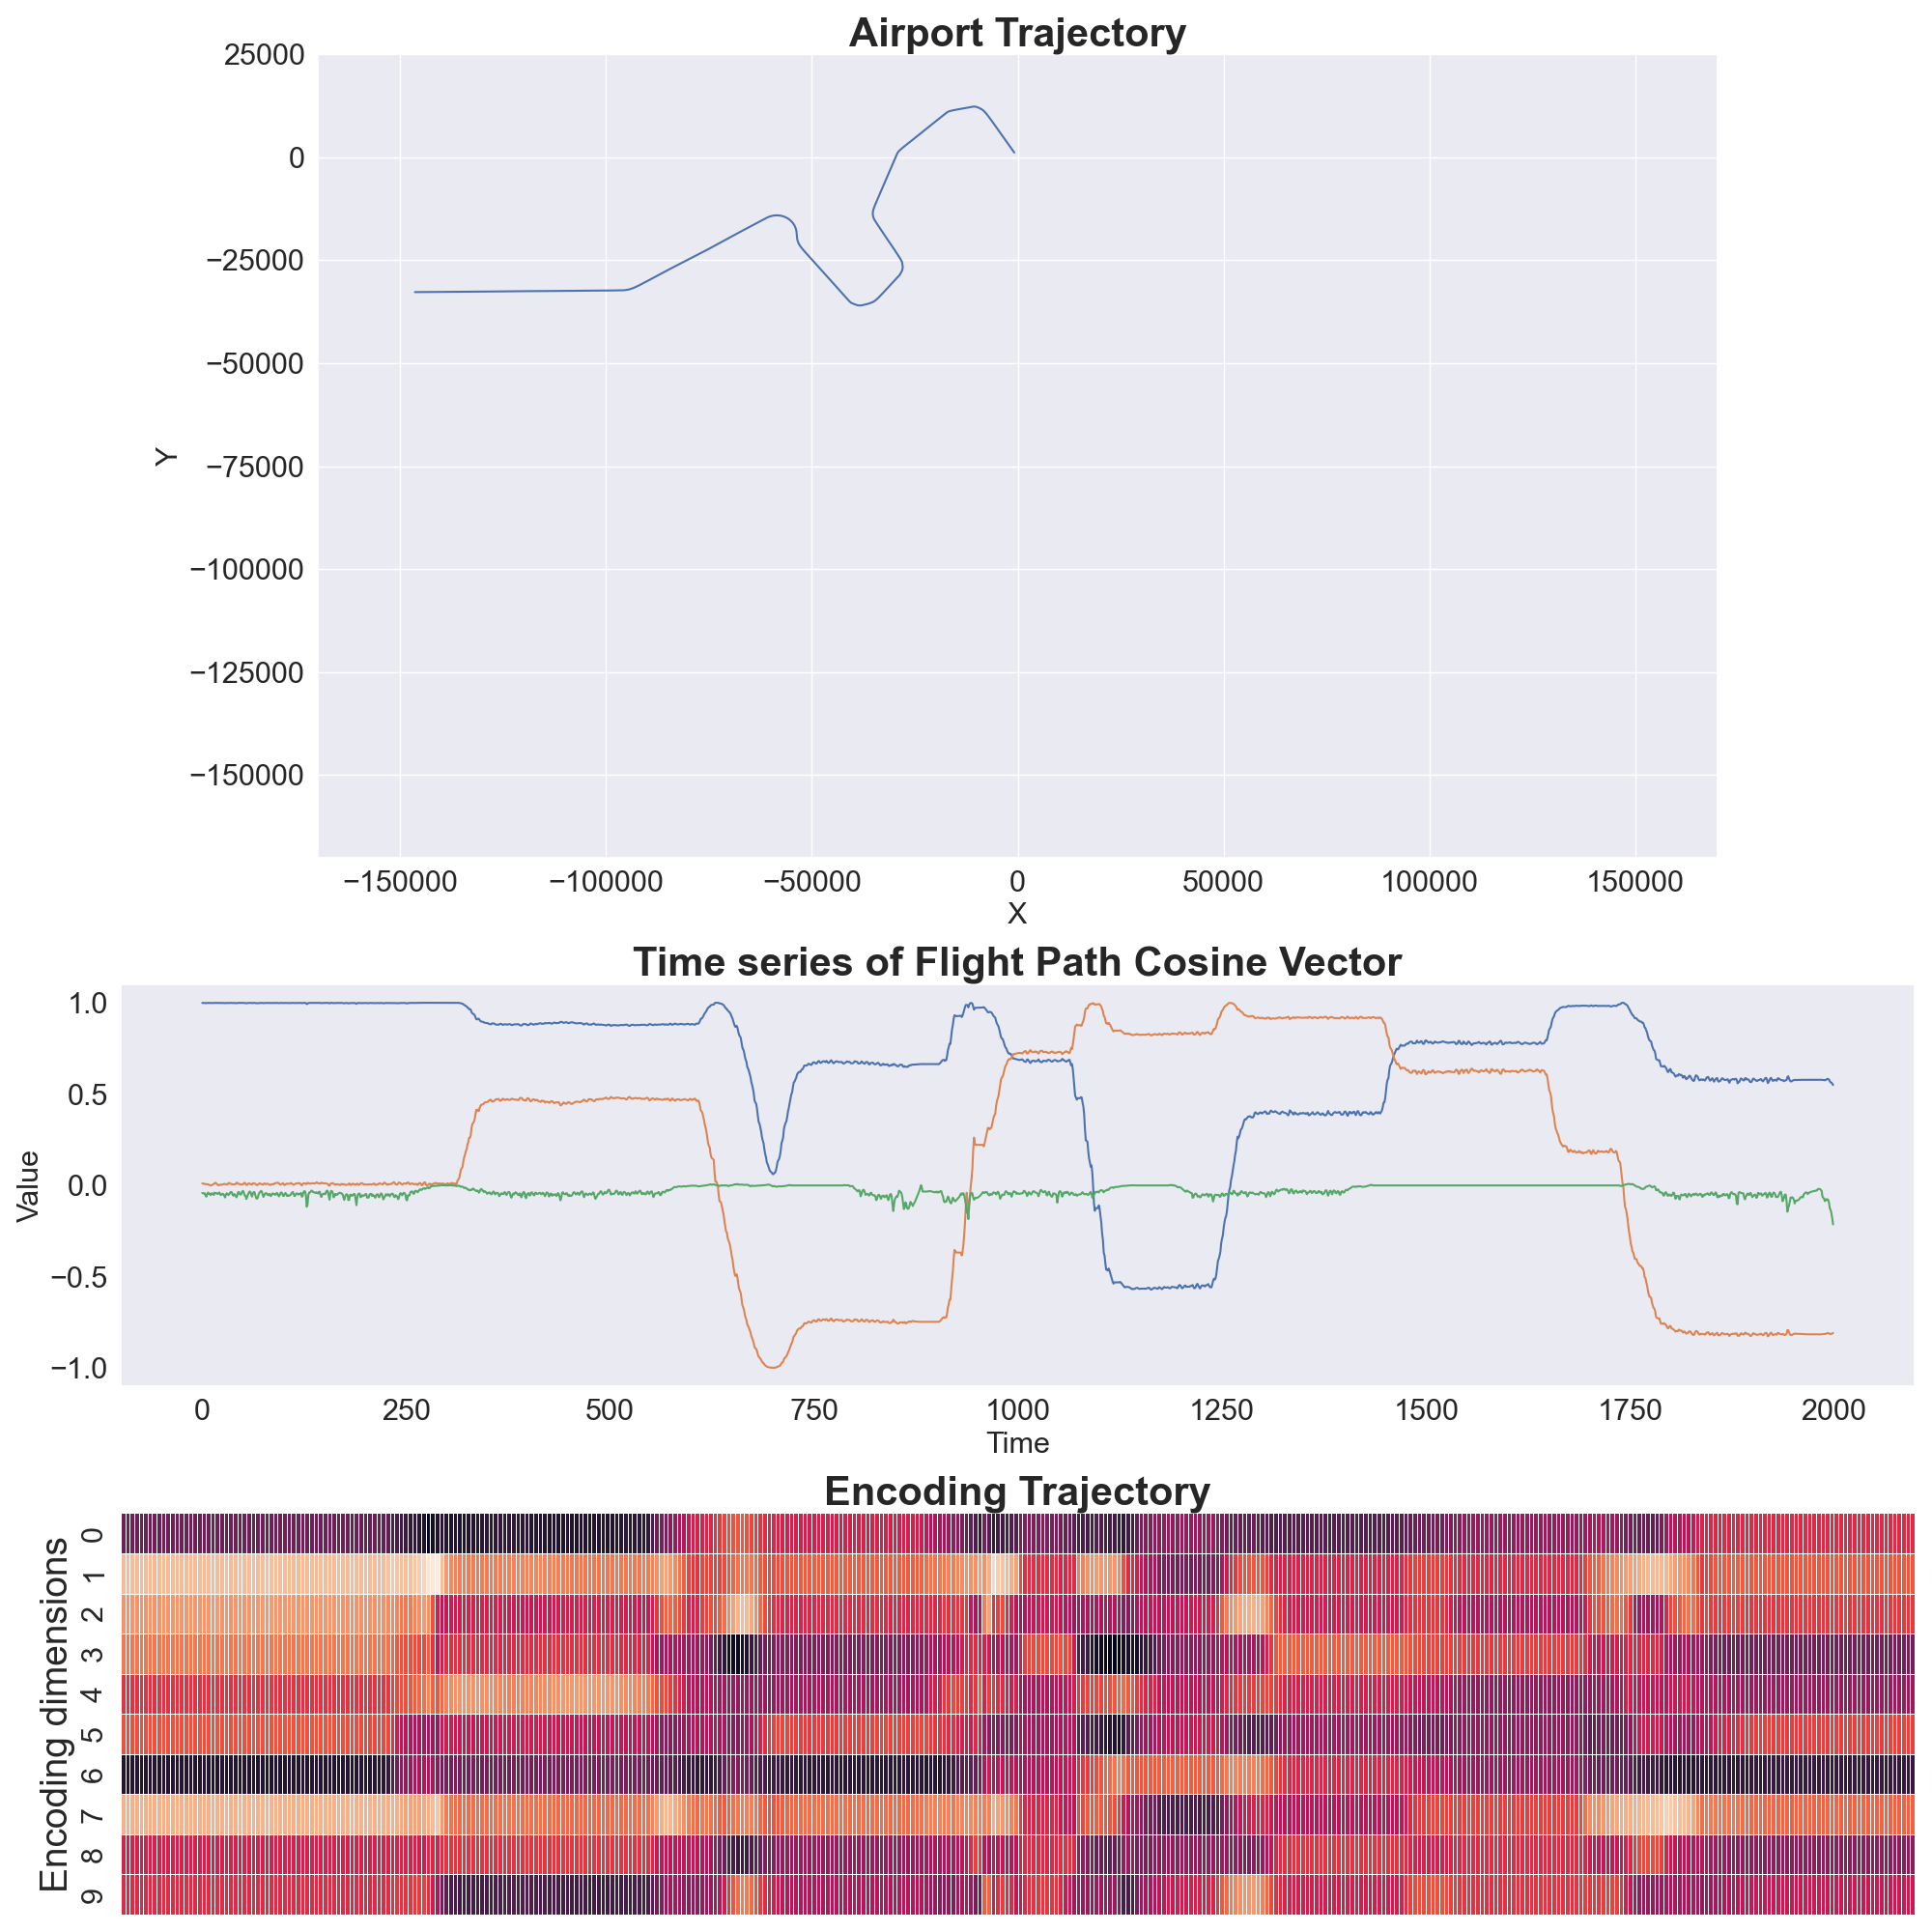 Airport Trajectory
25000
0
−25000
−50000
−75000
−100000
−125000
−150000
Y
−150000 −100000 −50000 0 50000 100000 150000
X
Time series of Flight Path Cosine Vector
1.0
0.5
0.0
−0.5
−1.0
Value
0 250 500 750 1000 1250 1500 1750 2000
Time
Encoding Trajectory
Encoding dimensions
0
1
2
3
4
5
6
7
8
9